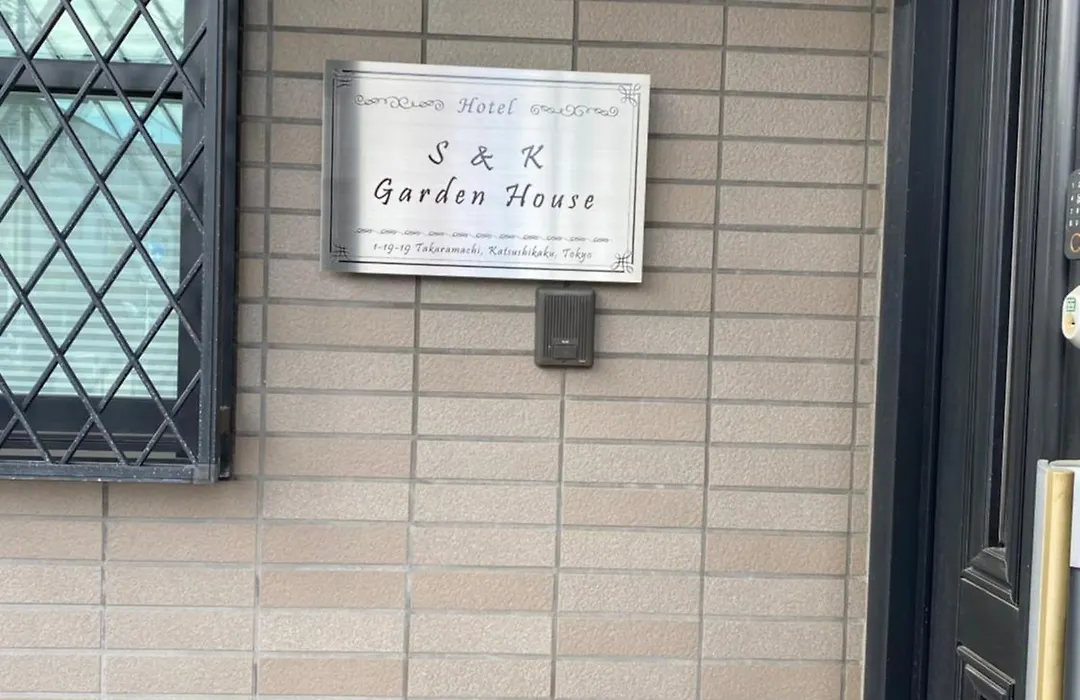 Hotel
S & K
Garden House
1-19-19 Takaramachi, Katsushikaku, Tokyo